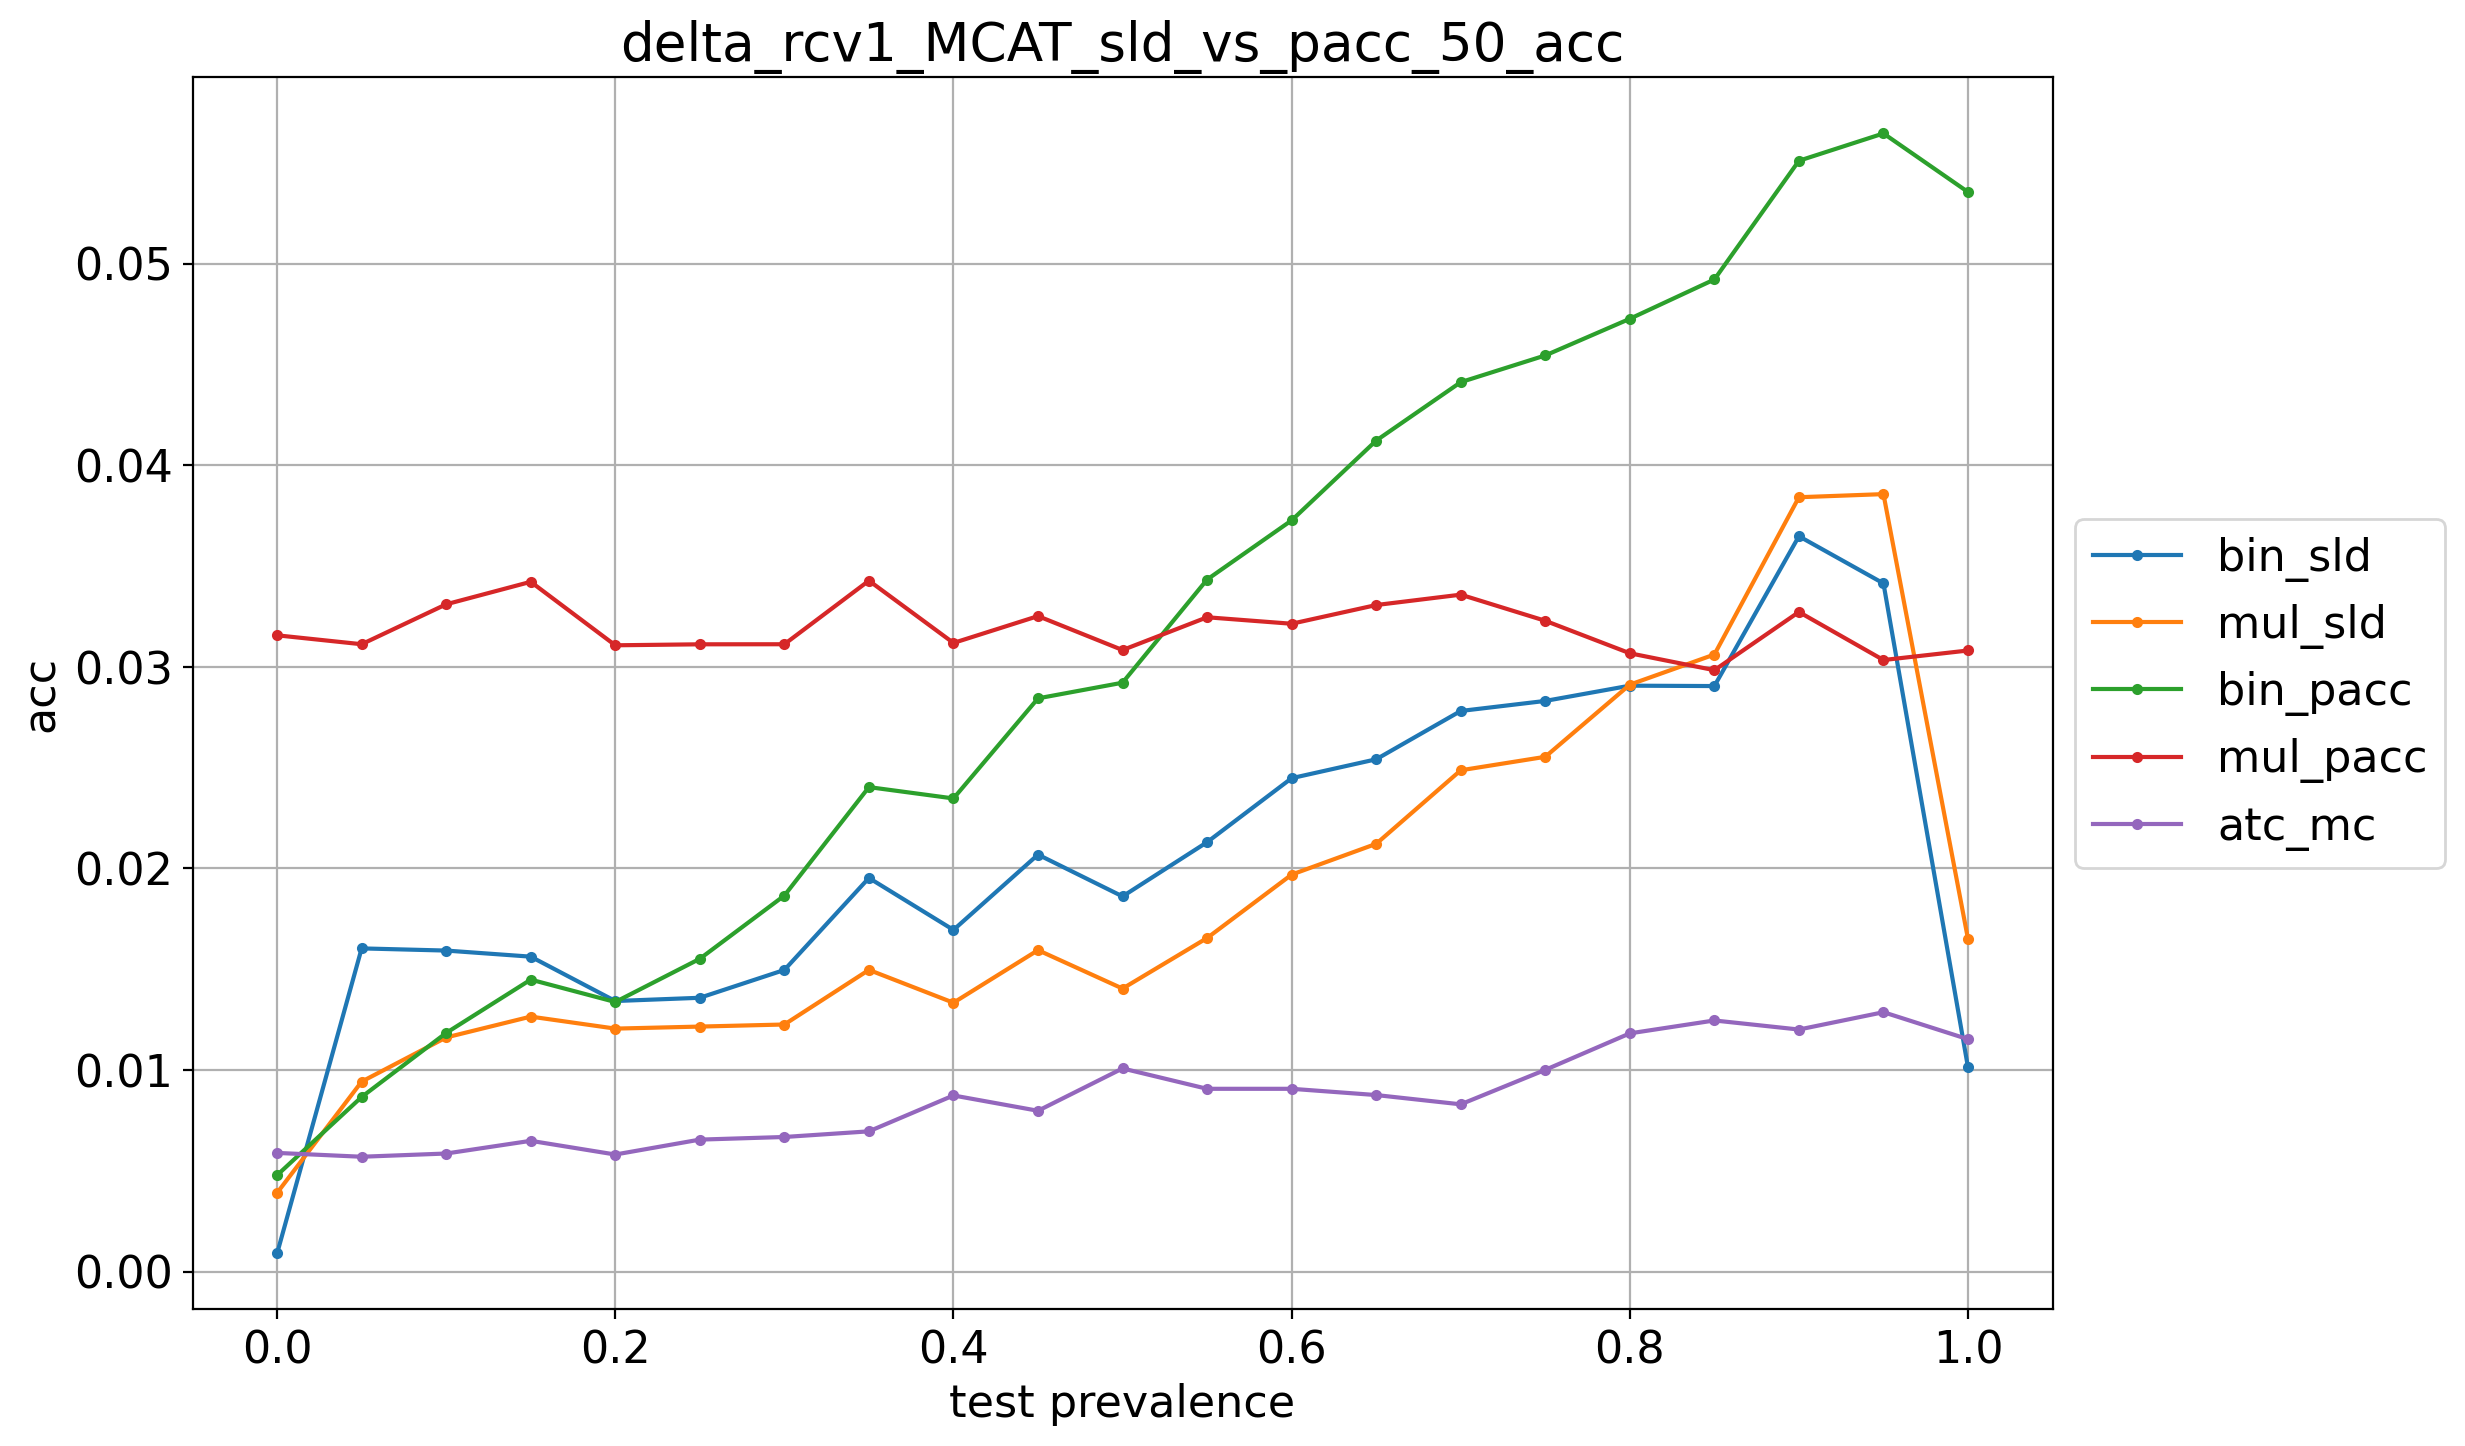 delta_rcv1_MCAT_sld_vs_pacc_50_acc
acc
0.05
0.04
0.03
0.02
0.01
0.00
0.0 0.2 0.4 0.6 0.8 1.0
test prevalence
bin_sld
mul_sld
bin_pacc
mul_pacc
atc_mc